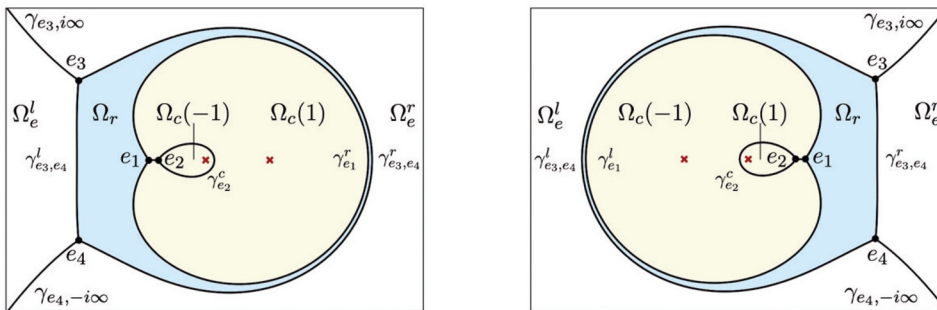 γ_{e_3,i∞}
e_3
Ω_e^l Ω_r Ω_c(-1) Ω_c(1) Ω_e^r
γ_{e_3,e_4}^l e_1 e_2 γ_{e_2}^c γ_{e_1}^r γ_{e_3,e_4}^r
e_4
γ_{e_4,-i∞}
γ_{e_3,i∞}
e_3
Ω_e^l Ω_c(-1) Ω_c(1) Ω_r Ω_e^r
γ_{e_3,e_4}^l γ_{e_1}^l γ_{e_2}^c e_2 e_1 γ_{e_3,e_4}^r
e_4
γ_{e_4,-i∞}